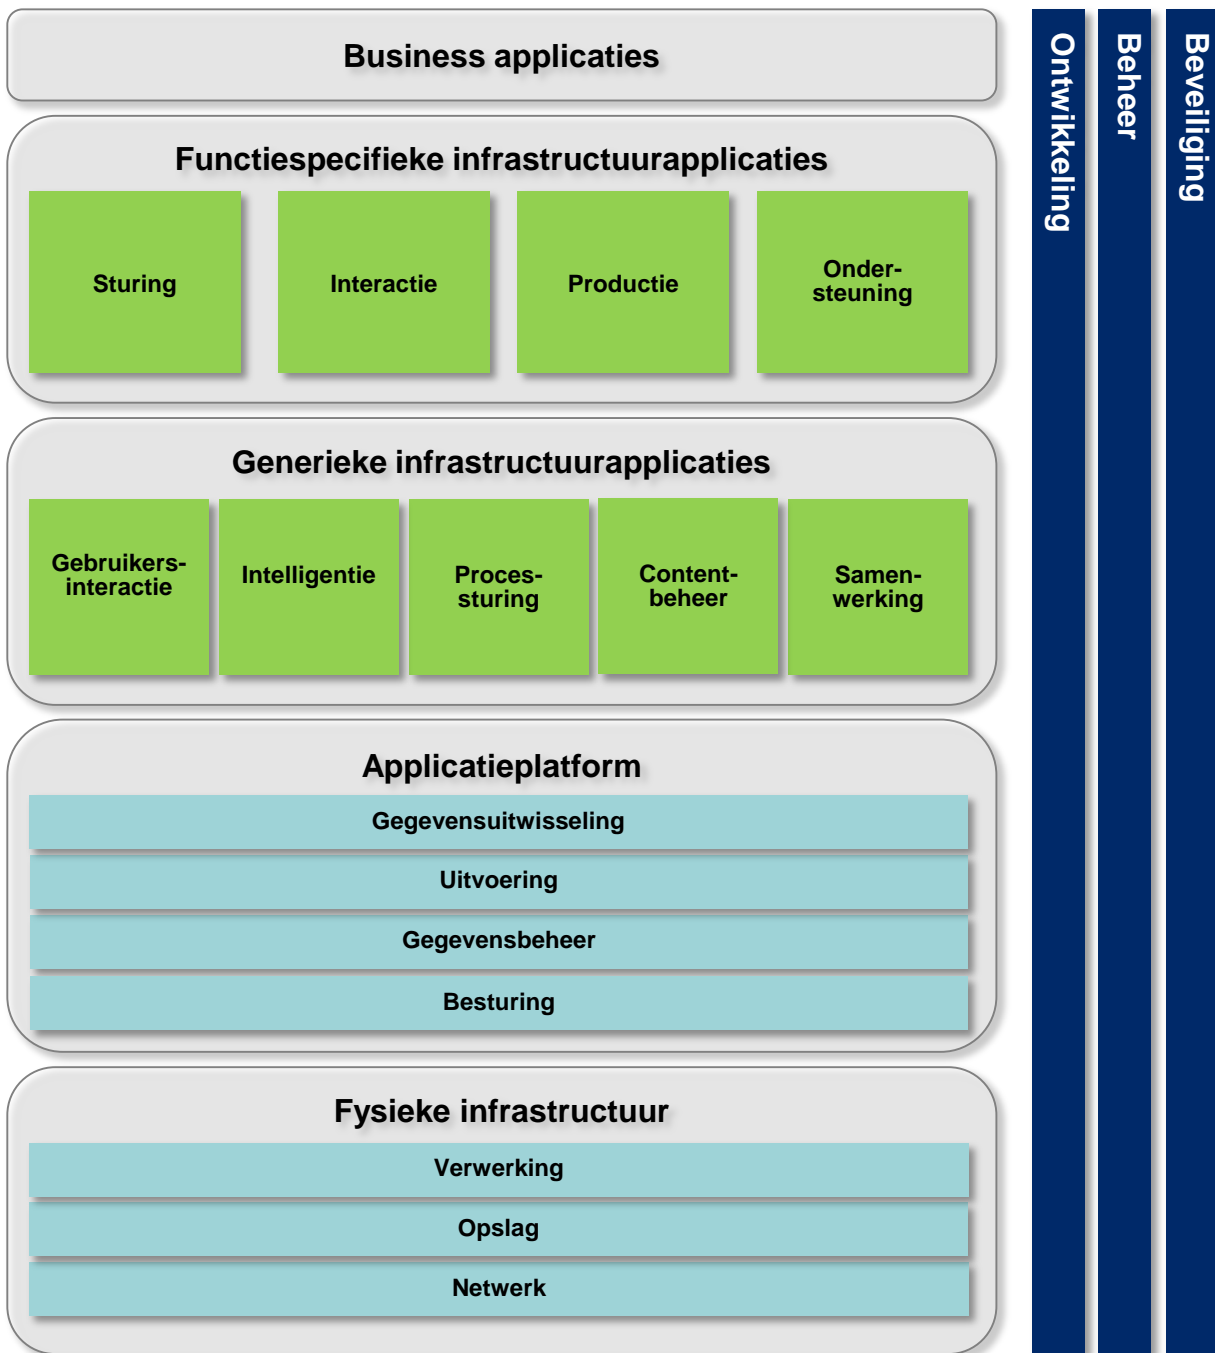 Business applicaties
Functiespecifieke infrastructuurapplicaties
Sturing
Interactie
Productie
Onder-
steuning
Generieke infrastructuurapplicaties
Gebruikers-
interactie
Intelligentie
Proces-
sturing
Content-
beheer
Samen-
werking
Applicatieplatform
Gegevensuitwisseling
Uitvoering
Gegevensbeheer
Besturing
Fysieke infrastructuur
Verwerking
Opslag
Netwerk
Ontwikkeling
Beheer
Beveiliging